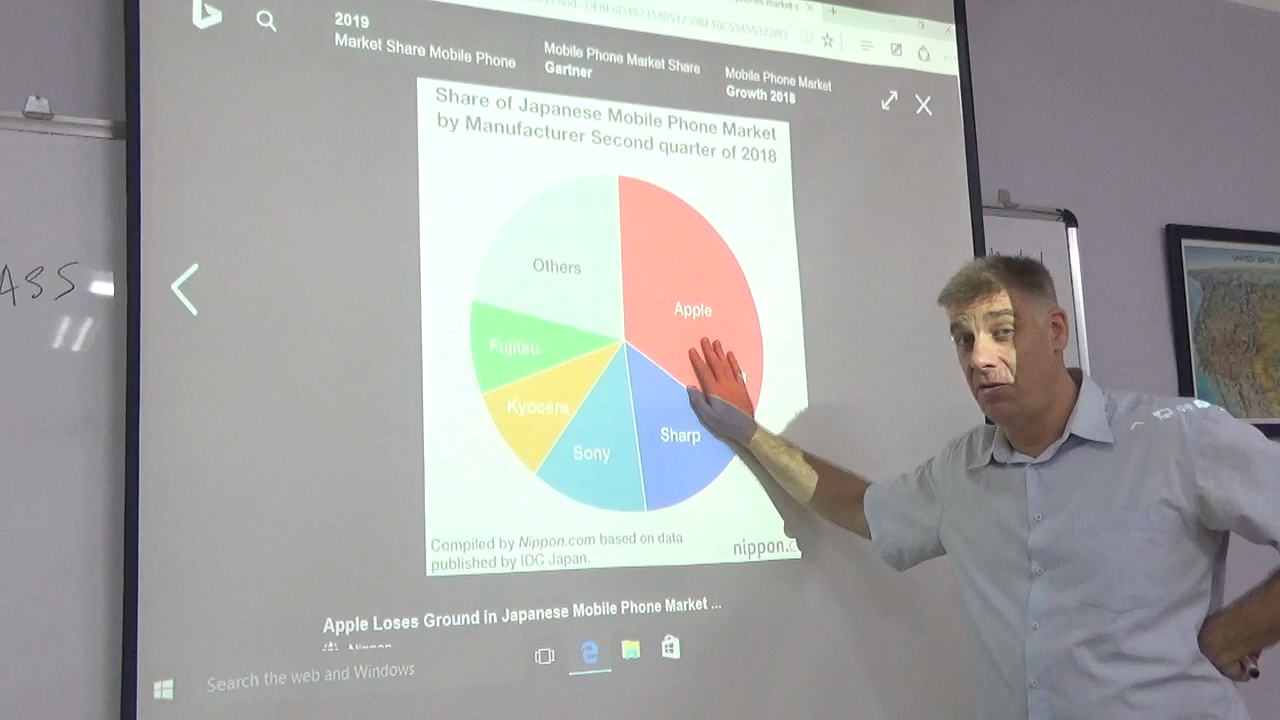 2019
Market Share Mobile Phone
Mobile Phone Market Share
Gartner
Mobile Phone Market
Growth 2018
Share of Japanese Mobile Phone Market
by Manufacturer Second quarter of 2018
Others
Apple
Fujitsu
Kyocera
Sharp
Sony
Compiled by Nippon.com based on data
published by IDC Japan.
nippon.c
Apple Loses Ground in Japanese Mobile Phone Market ...
Search the web and Windows
UNITED STATES